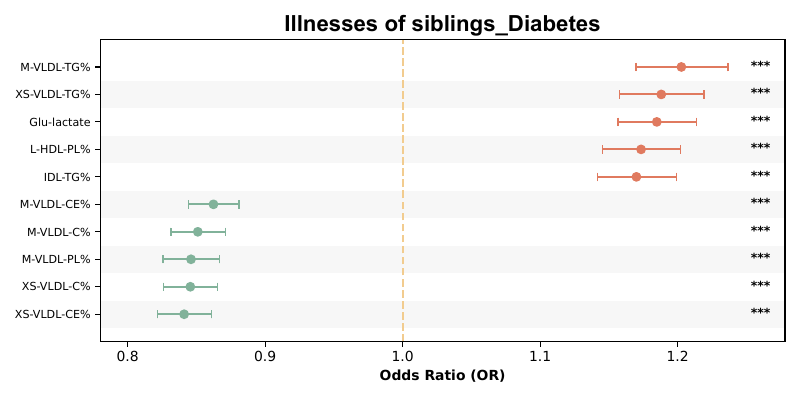 Illnesses of siblings_Diabetes
M-VLDL-TG% ***
XS-VLDL-TG% ***
Glu-lactate ***
L-HDL-PL% ***
IDL-TG% ***
M-VLDL-CE% ***
M-VLDL-C% ***
M-VLDL-PL% ***
XS-VLDL-C% ***
XS-VLDL-CE% ***
0.8 0.9 1.0 1.1 1.2
Odds Ratio (OR)